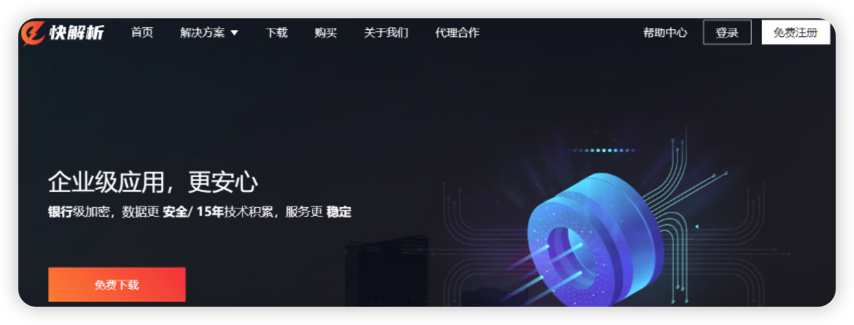 快解析 首页 解决方案 下载 购买 关于我们 代理合作 帮助中心 登录 免费注册
企业级应用，更安心
银行级加密，数据更 安全/ 15年技术积累，服务更 稳定
免费下载